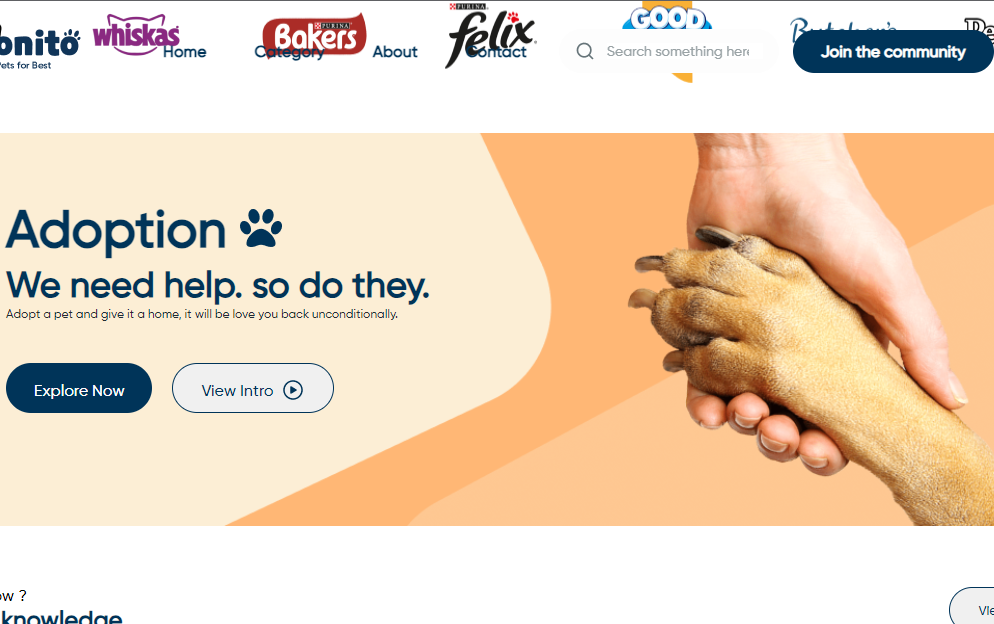 whiskas
PURINA
Bakers
PURINA
felix
GOOD
Butcher's
onito
Pets for Best
Home
Category
About
Contact
Search something here
Join the community
Adoption
We need help. so do they.
Adopt a pet and give it a home, it will be love you back unconditionally.
Explore Now
View Intro
ow ?
knowledge
Vie